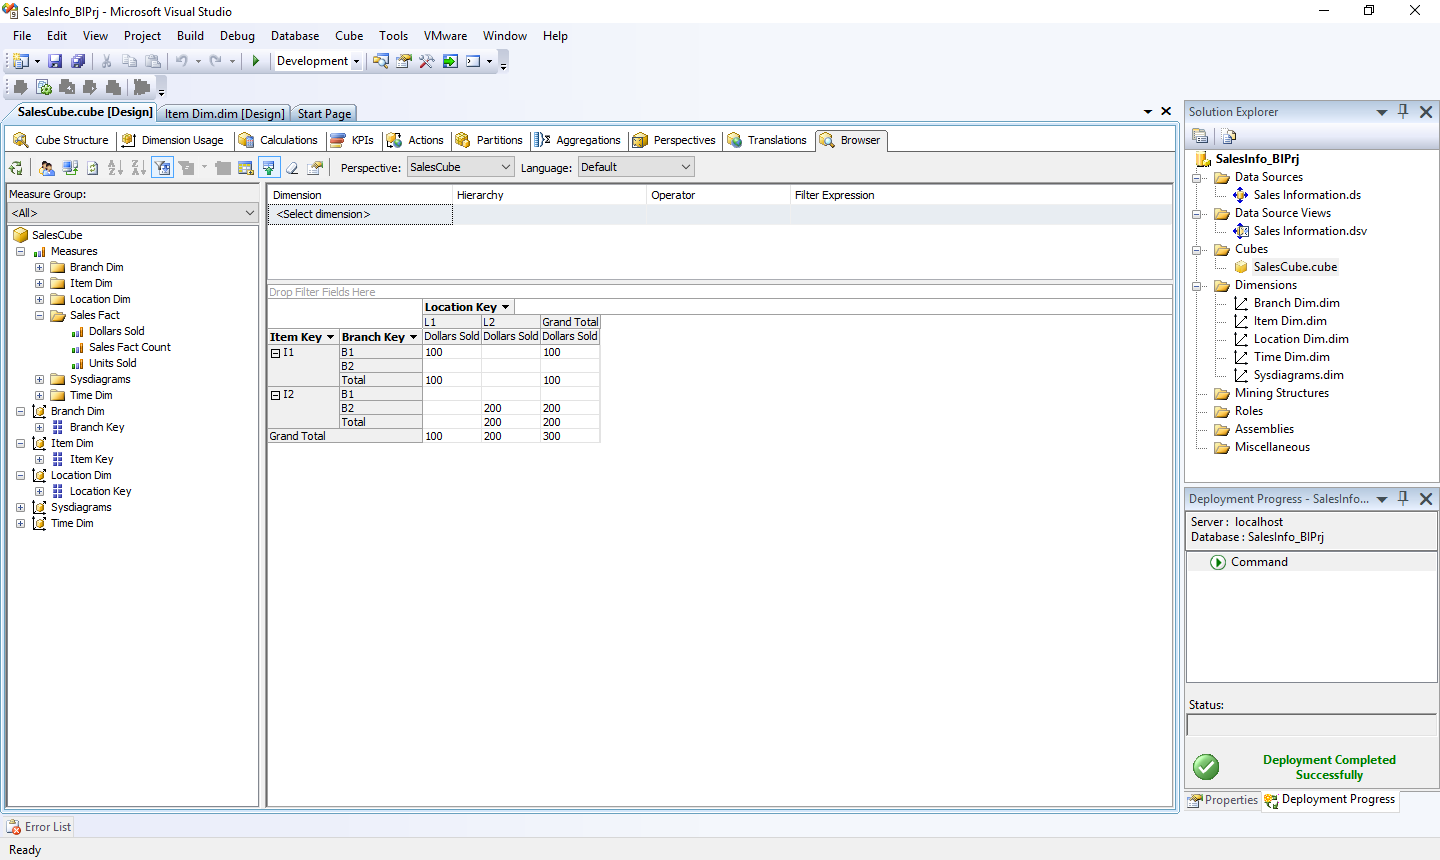 SalesInfo_BIPrj - Microsoft Visual Studio
File Edit View Project Build Debug Database Cube Tools VMware Window Help
Development
SalesCube.cube [Design] Item Dim.dim [Design] Start Page
Cube Structure Dimension Usage Calculations KPIs Actions Partitions Aggregations Perspectives Translations Browser
Perspective: SalesCube Language: Default
Measure Group:
<All>
SalesCube
Measures
Branch Dim
Item Dim
Location Dim
Sales Fact
Dollars Sold
Sales Fact Count
Units Sold
Sysdiagrams
Time Dim
Branch Dim
Branch Key
Item Dim
Item Key
Location Dim
Location Key
Sysdiagrams
Time Dim
Dimension Hierarchy Operator Filter Expression
<Select dimension>
Drop Filter Fields Here
Location Key
L1 L2 Grand Total
Item Key Branch Key Dollars Sold Dollars Sold Dollars Sold
I1 B1 100 100
B2
Total 100 100
I2 B1
B2 200 200
Total 200 200
Grand Total 100 200 300
Solution Explorer
SalesInfo_BIPrj
Data Sources
Sales Information.ds
Data Source Views
Sales Information.dsv
Cubes
SalesCube.cube
Dimensions
Branch Dim.dim
Item Dim.dim
Location Dim.dim
Time Dim.dim
Sysdiagrams.dim
Mining Structures
Roles
Assemblies
Miscellaneous
Deployment Progress - SalesInfo...
Server : localhost
Database : SalesInfo_BIPrj
Command
Status:
Deployment Completed
Successfully
Properties Deployment Progress
Error List
Ready